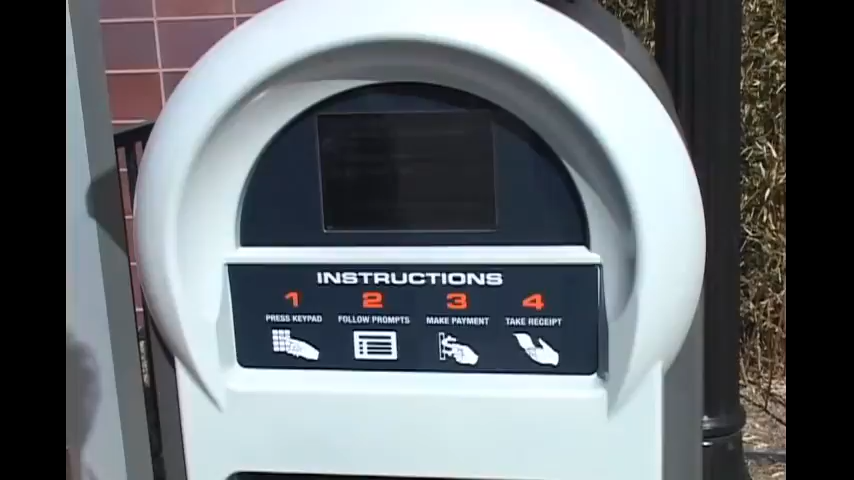 INSTRUCTIONS
1 2 3 4
PRESS KEYPAD FOLLOW PROMPTS MAKE PAYMENT TAKE RECEIPT